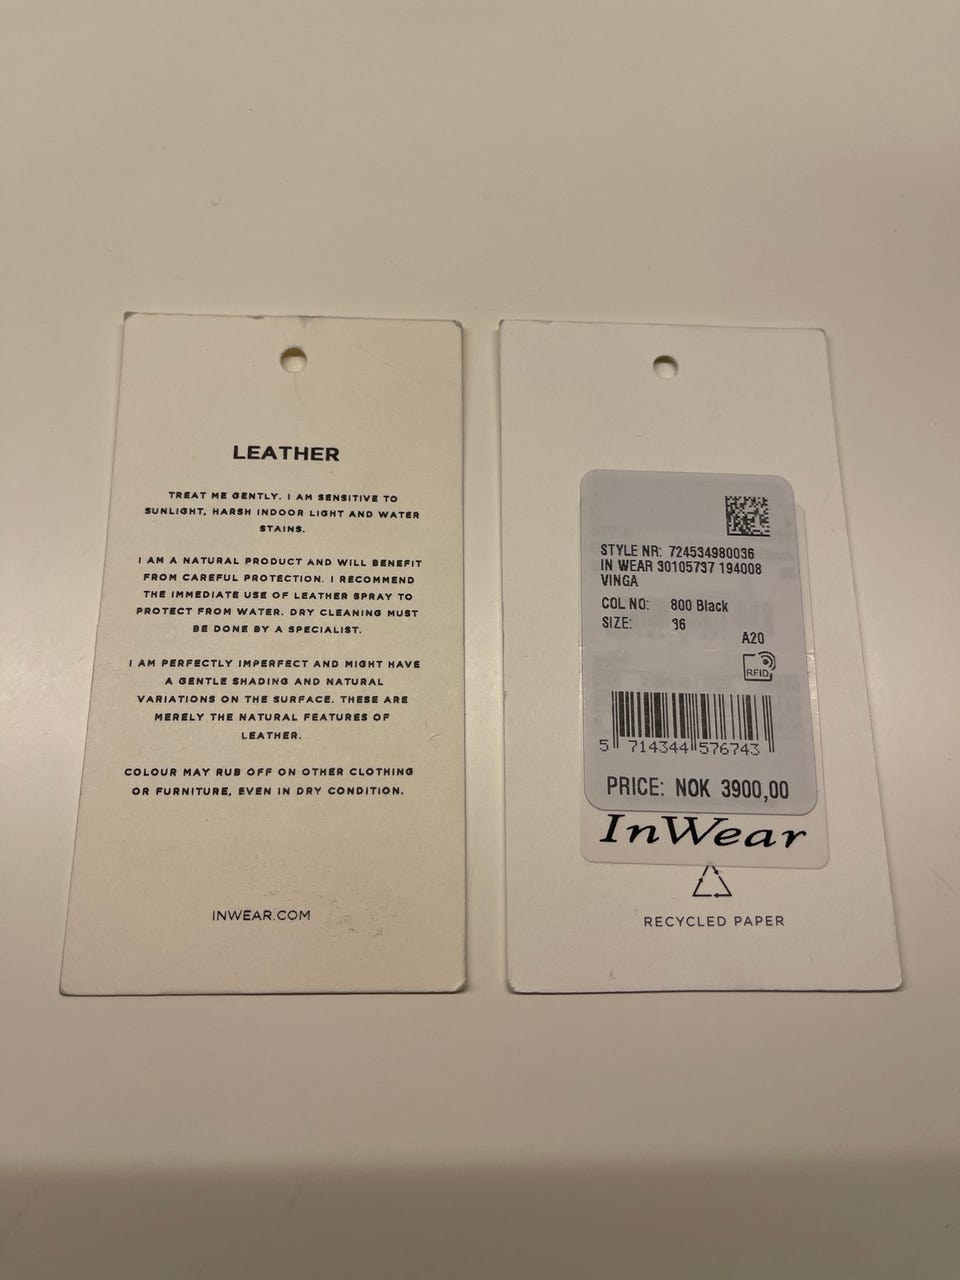 LEATHER
TREAT ME GENTLY. I AM SENSITIVE TO
SUNLIGHT, HARSH INDOOR LIGHT AND WATER
STAINS.
I AM A NATURAL PRODUCT AND WILL BENEFIT
FROM CAREFUL PROTECTION. I RECOMMEND
THE IMMEDIATE USE OF LEATHER SPRAY TO
PROTECT FROM WATER. DRY CLEANING MUST
BE DONE BY A SPECIALIST.
I AM PERFECTLY IMPERFECT AND MIGHT HAVE
A GENTLE SHADING AND NATURAL
VARIATIONS ON THE SURFACE. THESE ARE
MERELY THE NATURAL FEATURES OF
LEATHER.
COLOUR MAY RUB OFF ON OTHER CLOTHING
OR FURNITURE, EVEN IN DRY CONDITION.
INWEAR.COM
STYLE NR: 724534980036
IN WEAR 30105737 194008
VINGA
COL NO: 800 Black
SIZE: 36
A20
RFID
5 714344 576743
PRICE: NOK 3900,00
InWear
RECYCLED PAPER